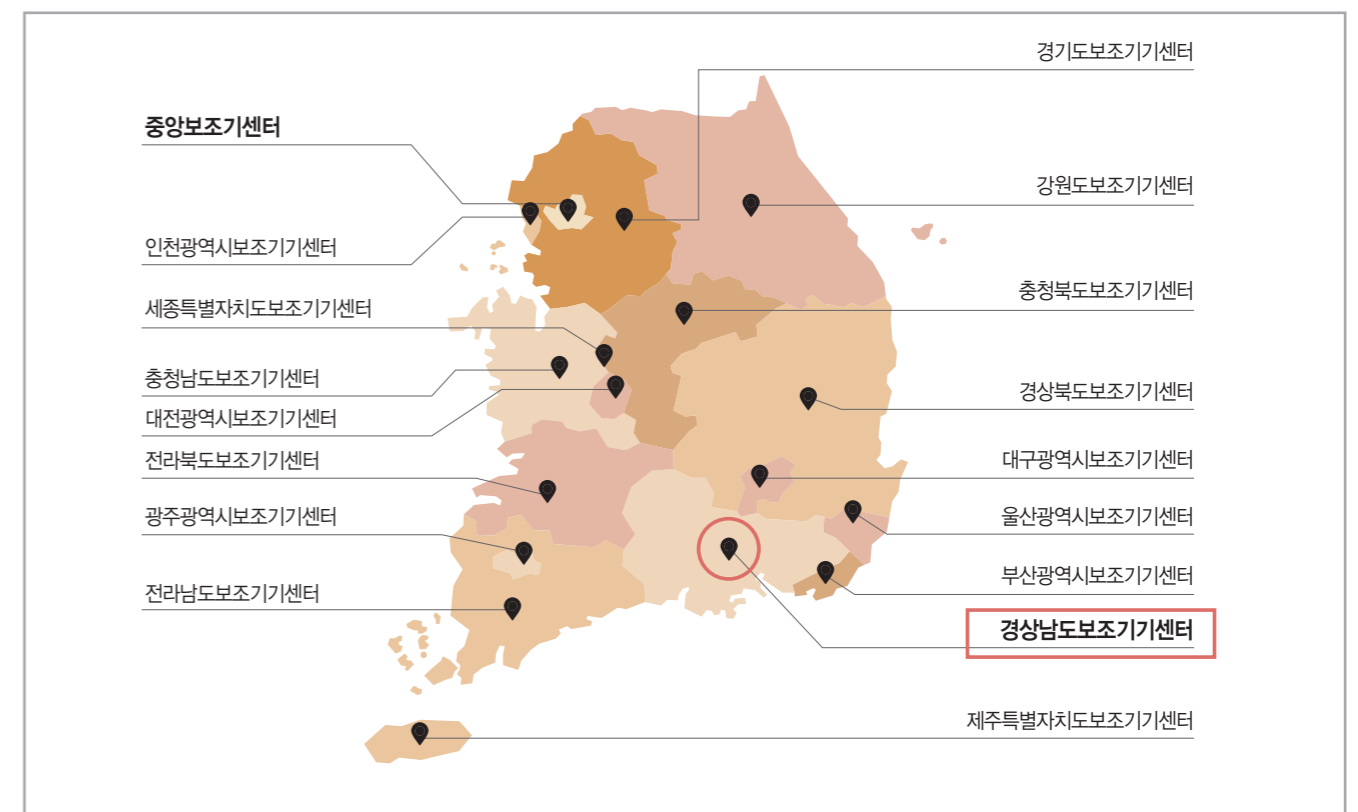 중앙보조기센터
인천광역시보조기기센터
세종특별자치도보조기기센터
충청남도보조기기센터
대전광역시보조기기센터
전라북도보조기기센터
광주광역시보조기기센터
전라남도보조기기센터
경기도보조기기센터
강원도보조기기센터
충청북도보조기기센터
경상북도보조기기센터
대구광역시보조기기센터
울산광역시보조기기센터
부산광역시보조기기센터
경상남도보조기기센터
제주특별자치도보조기기센터